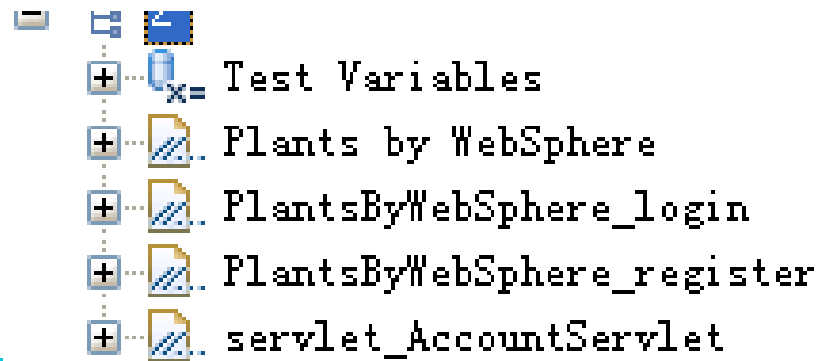 Test Variables
Plants by WebSphere
PlantsByWebSphere_login
PlantsByWebSphere_register
servlet_AccountServlet